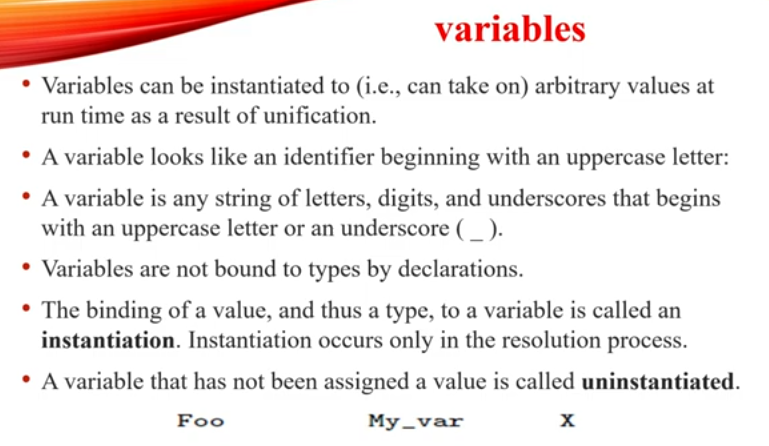 variables
• Variables can be instantiated to (i.e., can take on) arbitrary values at
run time as a result of unification.
• A variable looks like an identifier beginning with an uppercase letter:
• A variable is any string of letters, digits, and underscores that begins
with an uppercase letter or an underscore ( _ ).
• Variables are not bound to types by declarations.
• The binding of a value, and thus a type, to a variable is called an
instantiation. Instantiation occurs only in the resolution process.
• A variable that has not been assigned a value is called uninstantiated.
Foo My_var X